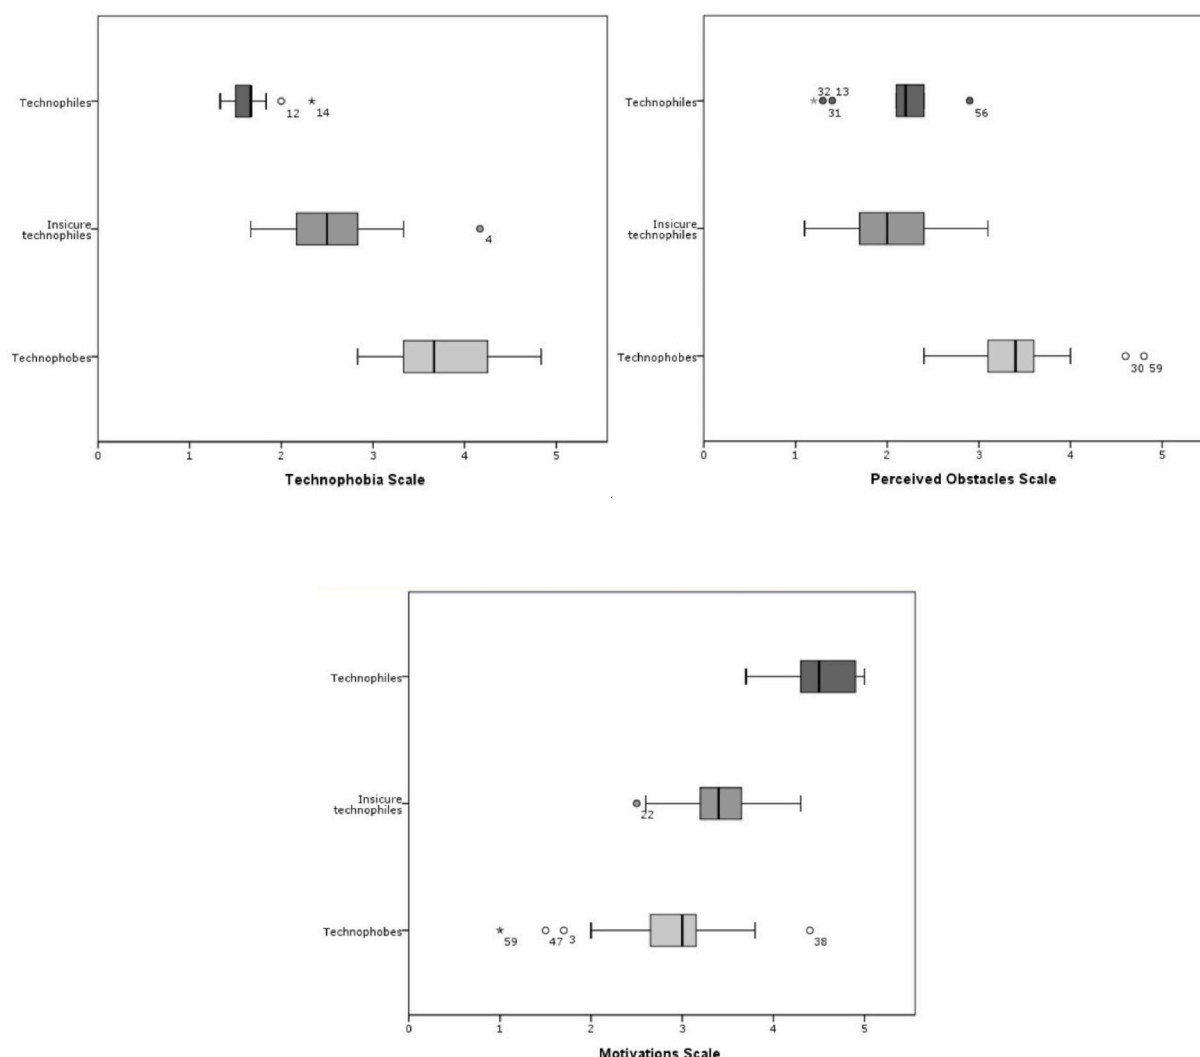 Technophiles
12
14
Insicure
technophiles
4
Technophobes
0 1 2 3 4 5
Technophobia Scale
Technophiles
32 13
31
56
Insicure
technophiles
Technophobes
30 59
0 1 2 3 4 5
Perceived Obstacles Scale
Technophiles
Insicure
technophiles
22
Technophobes
59 47 3
38
0 1 2 3 4 5
Motivations Scale